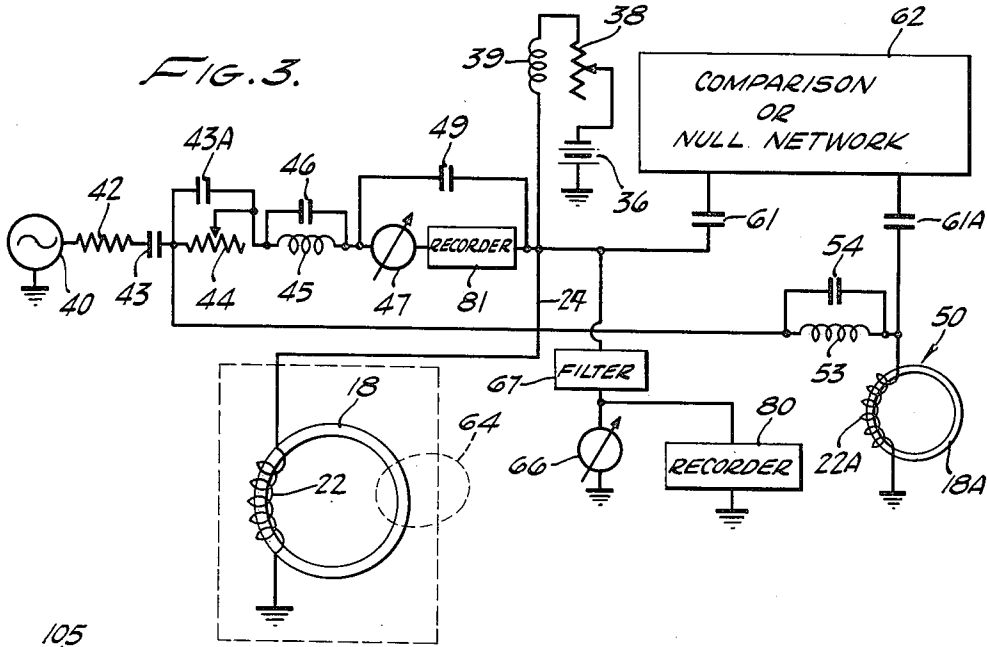 62
38
39
FIG. 3.
COMPARISON
OR
NULL NETWORK
43A
49
46
36
42
61
61A
RECORDER
40
43
44
45
47
81
24
54
50
53
67
FILTER
18
64
80
22
66
RECORDER
22A
18A
105